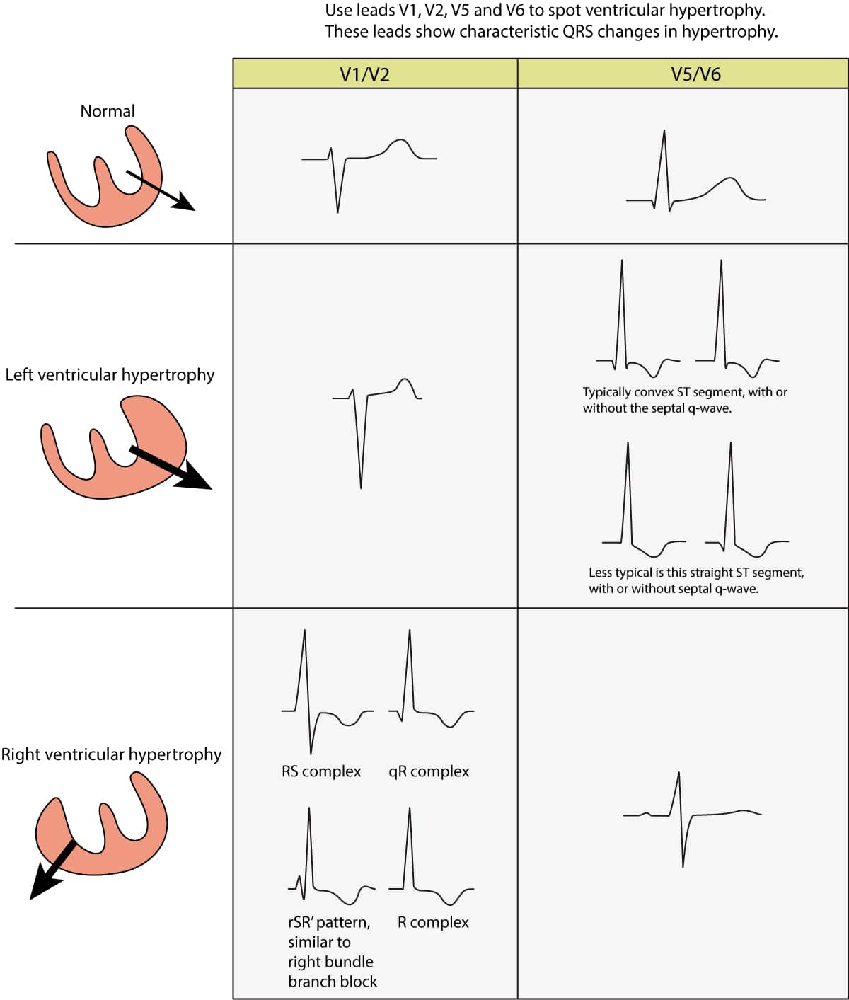 Use leads V1, V2, V5 and V6 to spot ventricular hypertrophy.
These leads show characteristic QRS changes in hypertrophy.
V1/V2
V5/V6
Normal
Left ventricular hypertrophy
Typically convex ST segment, with or
without the septal q-wave.
Less typical is this straight ST segment,
with or without septal q-wave.
Right ventricular hypertrophy
RS complex
qR complex
rSR’ pattern,
similar to
right bundle
branch block
R complex